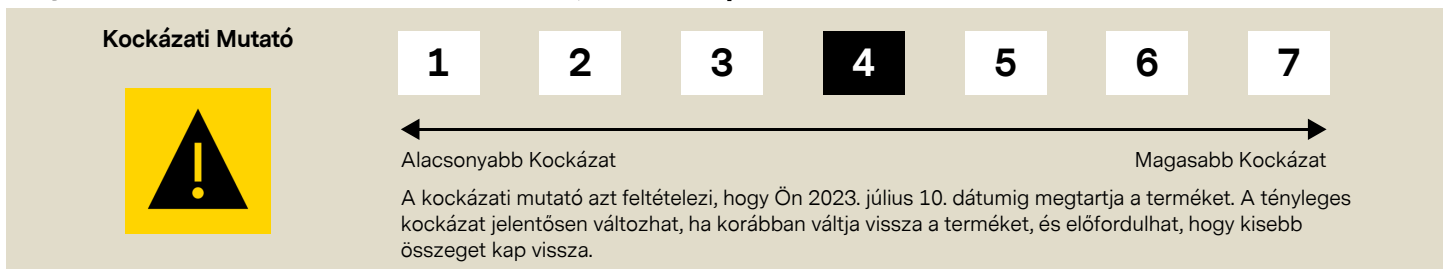 Kockázati Mutató
1 2 3 4 5 6 7
Alacsonyabb Kockázat Magasabb Kockázat
A kockázati mutató azt feltételezi, hogy Ön 2023. július 10. dátumig megtartja a terméket. A tényleges
kockázat jelentősen változhat, ha korábban váltja vissza a terméket, és előfordulhat, hogy kisebb
összeget kap vissza.